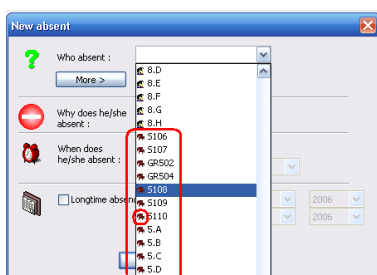 New absent
Who absent :
More >
8.D
8.E
8.F
8.G
8.H
Why does he/she
absent :
S106
S107
GR502
GR504
S108
S109
S110
5.A
5.B
5.C
5.D
When does
he/she absent :
Longtime absen
2006
2006